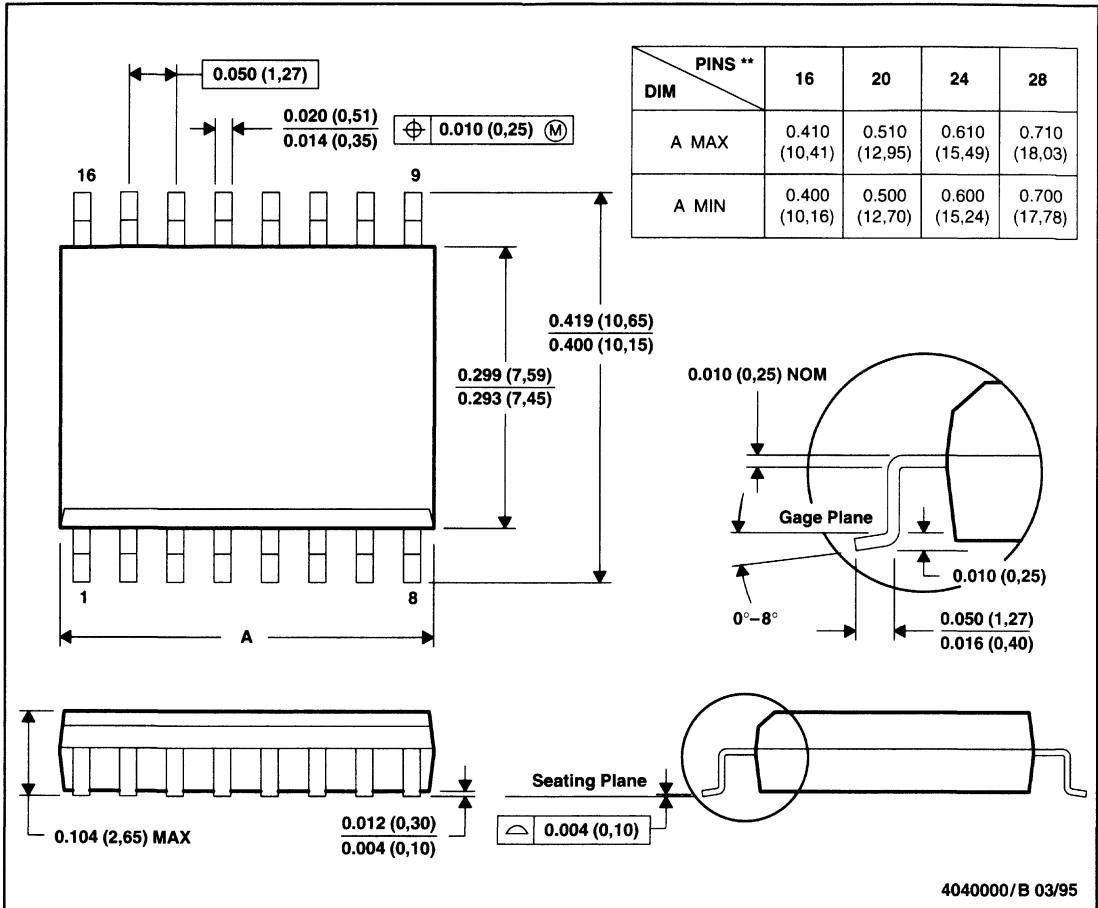 0.050 (1,27)
0.020 (0,51)
0.014 (0,35)
⌖ 0.010 (0,25) Ⓜ
PINS **
DIM
16 20 24 28
A MAX
0.410 0.510 0.610 0.710
(10,41) (12,95) (15,49) (18,03)
A MIN
0.400 0.500 0.600 0.700
(10,16) (12,70) (15,24) (17,78)
16 9
0.419 (10,65)
0.400 (10,15)
0.299 (7,59)
0.293 (7,45)
0.010 (0,25) NOM
Gage Plane
0.010 (0,25)
0°–8°
0.050 (1,27)
0.016 (0,40)
1 8
A
0.104 (2,65) MAX
0.012 (0,30)
0.004 (0,10)
Seating Plane
⌓ 0.004 (0,10)
4040000/B 03/95